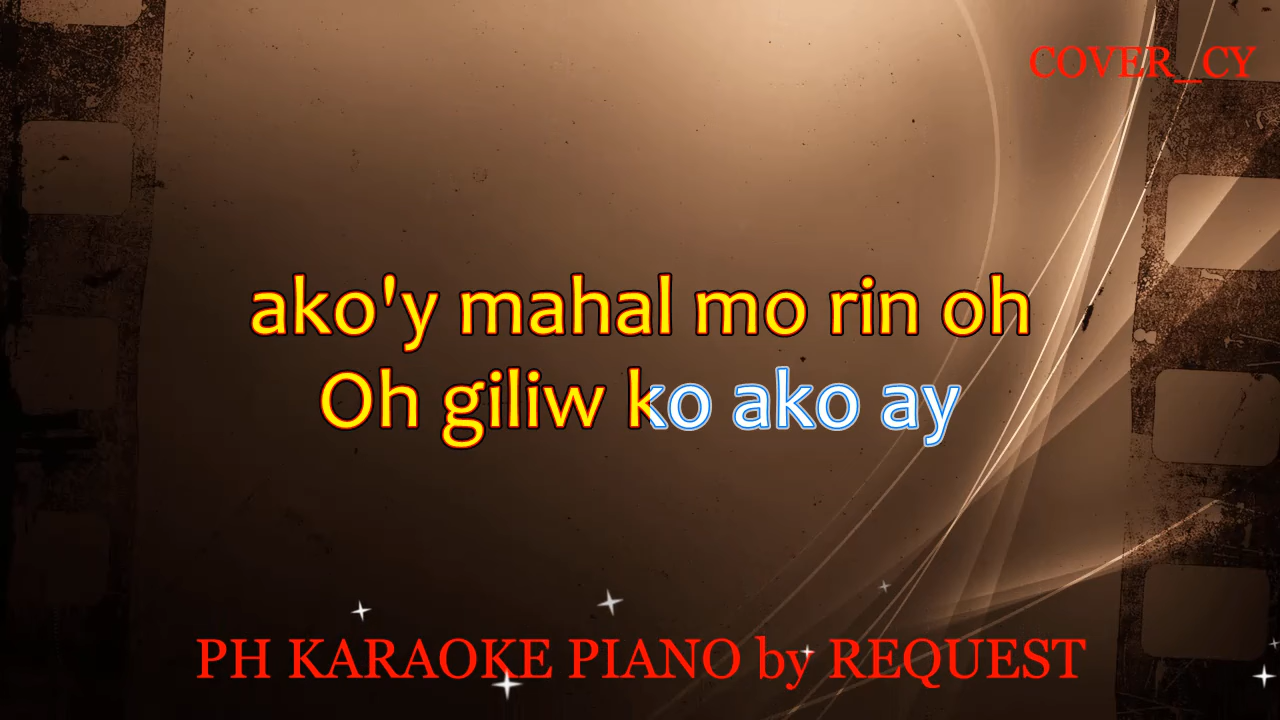 COVER_CY
ako'y mahal mo rin oh
Oh giliw ko ako ay
PH KARAOKE PIANO by REQUEST